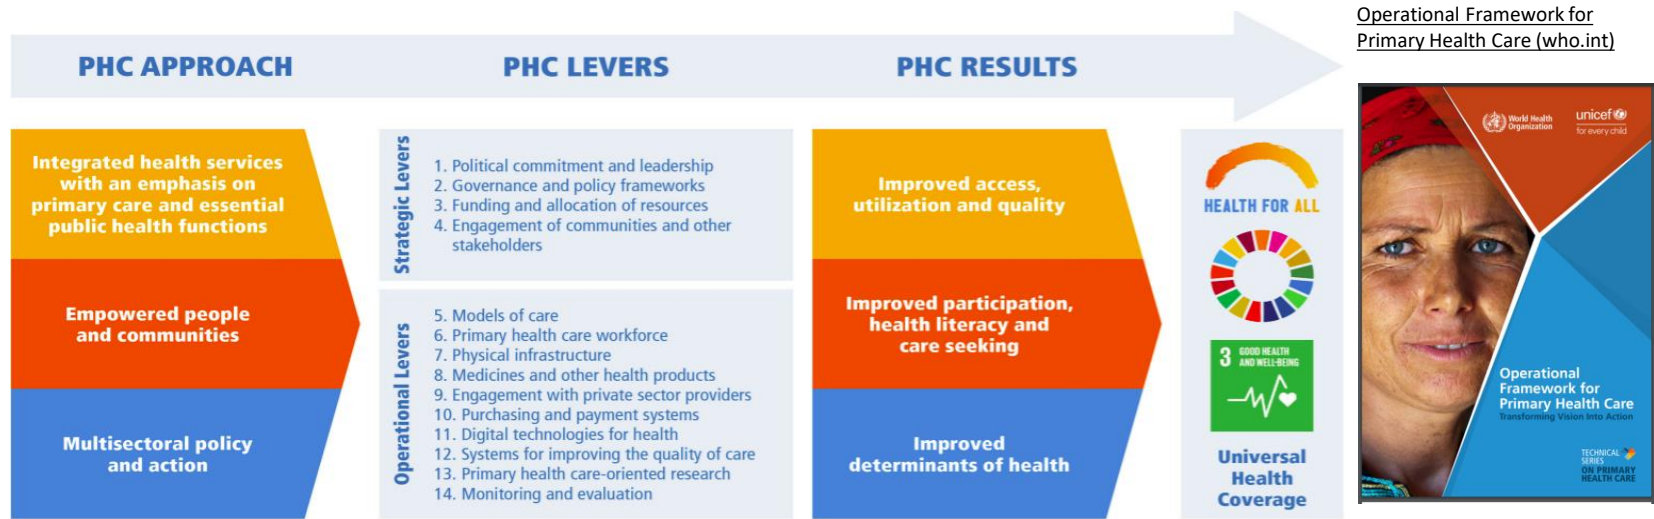 Operational Framework for
Primary Health Care (who.int)
PHC APPROACH
PHC LEVERS
PHC RESULTS
Integrated health services
with an emphasis on
primary care and essential
public health functions
Empowered people
and communities
Multisectoral policy
and action
Strategic Levers
1. Political commitment and leadership
2. Governance and policy frameworks
3. Funding and allocation of resources
4. Engagement of communities and other
stakeholders
Operational Levers
5. Models of care
6. Primary health care workforce
7. Physical infrastructure
8. Medicines and other health products
9. Engagement with private sector providers
10. Purchasing and payment systems
11. Digital technologies for health
12. Systems for improving the quality of care
13. Primary health care-oriented research
14. Monitoring and evaluation
Improved access,
utilization and quality
Improved participation,
health literacy and
care seeking
Improved
determinants of health
HEALTH FOR ALL
3 GOOD HEALTH
AND WELL-BEING
Universal
Health
Coverage
World Health
Organization
unicef
for every child
Operational
Framework for
Primary Health Care
Transforming Vision Into Action
TECHNICAL
SERIES
ON PRIMARY
HEALTH CARE